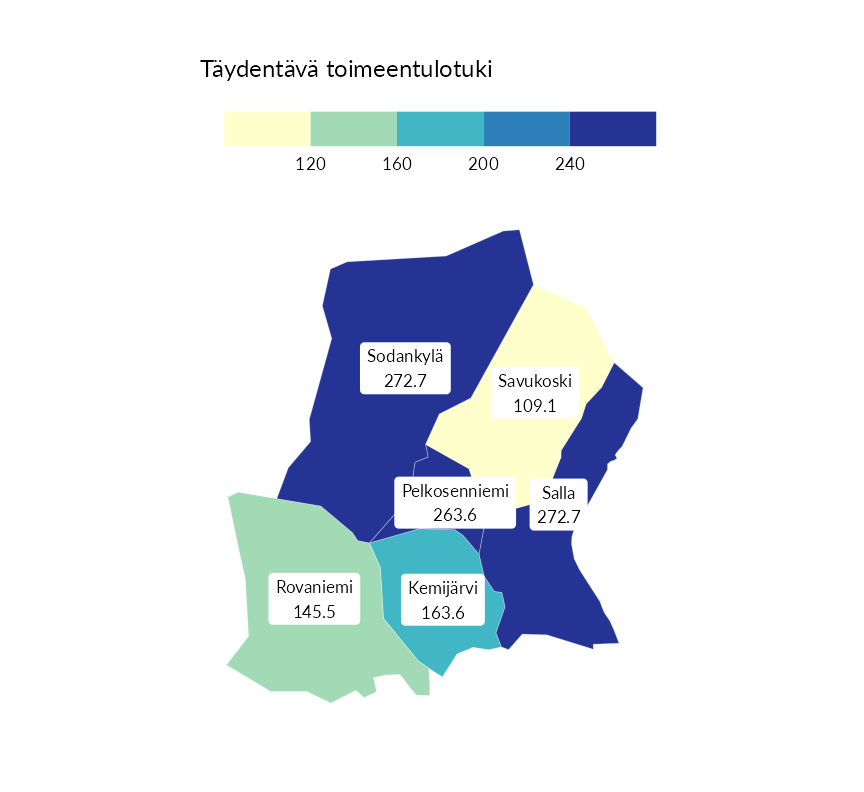 Täydentävä toimeentulotuki
120 160 200 240
Sodankylä
272.7
Savukoski
109.1
Pelkosenniemi
263.6
Salla
272.7
Rovaniemi
145.5
Kemijärvi
163.6